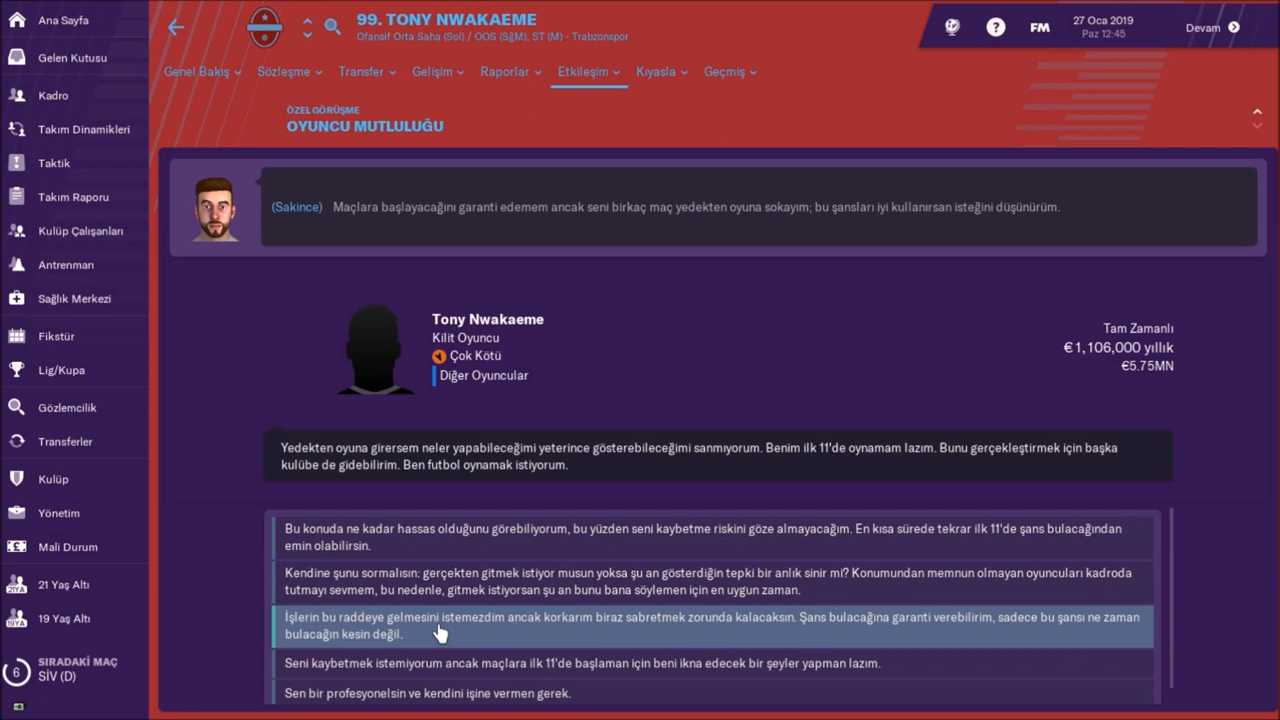 Ana Sayfa
Gelen Kutusu
Kadro
Takım Dinamikleri
Taktik
Takım Raporu
Kulüp Çalışanları
Antrenman
Sağlık Merkezi
Fikstür
Lig/Kupa
Gözlemcilik
Transferler
Kulüp
Yönetim
Mali Durum
21YA
21 Yaş Altı
19YA
19 Yaş Altı
6
SIRADAKİ MAÇ
SİV (D)
99. TONY NWAKAEME
Ofansif Orta Saha (Sol) / OOS (SğM), ST (M) - Trabzonspor
?
FM
27 Oca 2019
Paz 12:45
Devam
Genel Bakış
Sözleşme
Transfer
Gelişim
Raporlar
Etkileşim
Kıyasla
Geçmiş
ÖZEL GÖRÜŞME
OYUNCU MUTLULUĞU
(Sakince) Maçlara başlayacağını garanti edemem ancak seni birkaç maç yedekten oyuna sokayım; bu şansları iyi kullanırsan isteğini düşünürüm.
Tony Nwakaeme
Kilit Oyuncu
Çok Kötü
Diğer Oyuncular
Tam Zamanlı
€1,106,000 yıllık
€5.75MN
Yedekten oyuna girersem neler yapabileceğimi yeterince gösterebileceğimi sanmıyorum. Benim ilk 11'de oynamam lazım. Bunu gerçekleştirmek için başka
kulübe de gidebilirim. Ben futbol oynamak istiyorum.
Bu konuda ne kadar hassas olduğunu görebiliyorum, bu yüzden seni kaybetme riskini göze almayacağım. En kısa sürede tekrar ilk 11'de şans bulacağından
emin olabilirsin.
Kendine şunu sormalısın: gerçekten gitmek istiyor musun yoksa şu an gösterdiğin tepki bir anlık sinir mi? Konumundan memnun olmayan oyuncuları kadroda
tutmayı sevmem, bu nedenle, gitmek istiyorsan şu an bunu bana söylemen için en uygun zaman.
İşlerin bu raddeye gelmesini istemezdim ancak korkarım biraz sabretmek zorunda kalacaksın. Şans bulacağına garanti verebilirim, sadece bu şansı ne zaman
bulacağın kesin değil.
Seni kaybetmek istemiyorum ancak maçlara ilk 11'de başlaman için beni ikna edecek bir şeyler yapman lazım.
Sen bir profesyonelsin ve kendini işine vermen gerek.